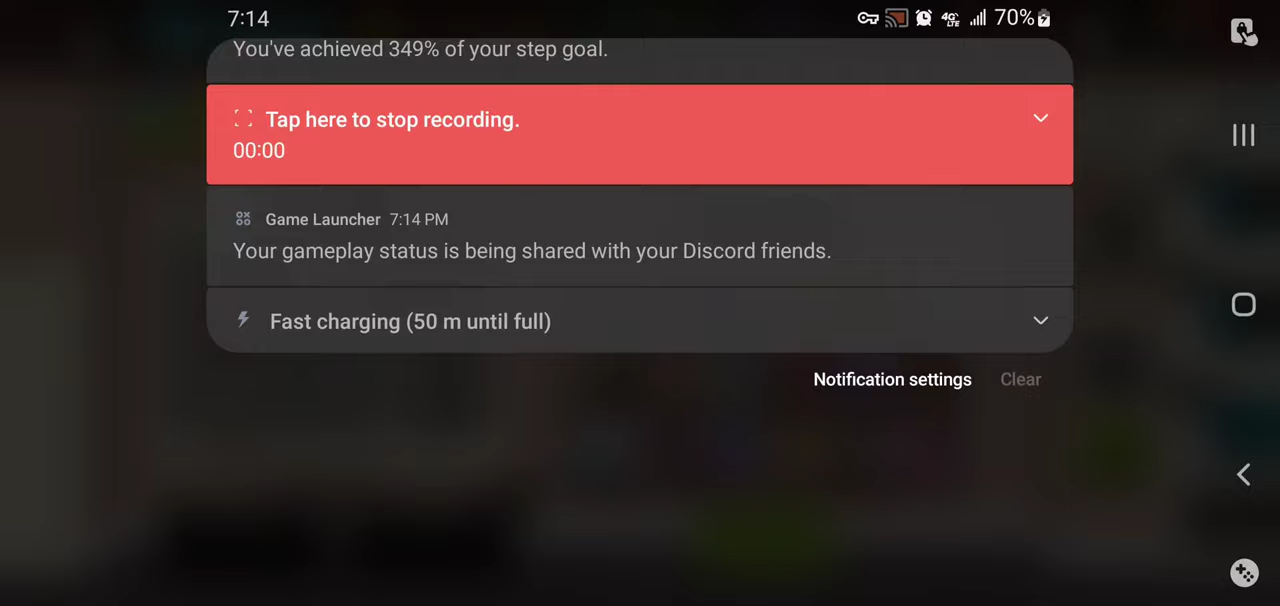 7:14
4G LTE 70%
You've achieved 349% of your step goal.
Tap here to stop recording.
00:00
Game Launcher 7:14 PM
Your gameplay status is being shared with your Discord friends.
Fast charging (50 m until full)
Notification settings Clear